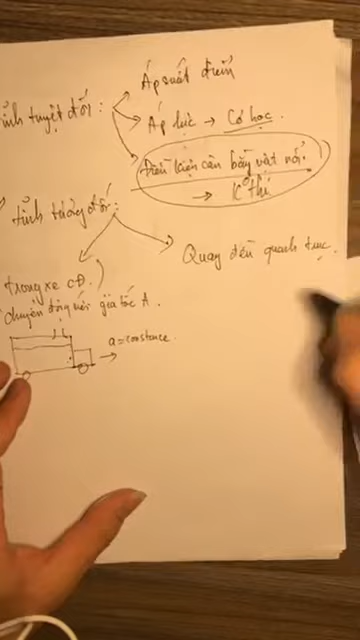 Áp suất điểm
tĩnh tuyệt đối:
Áp lực → Cơ học.
Điều kiện cân bằng vật nổi.
→ K° thi
tĩnh tương đối:
Quay đều quanh trục.
trong xe CĐ.)
chuyển động với gia tốc A.
a = constance.